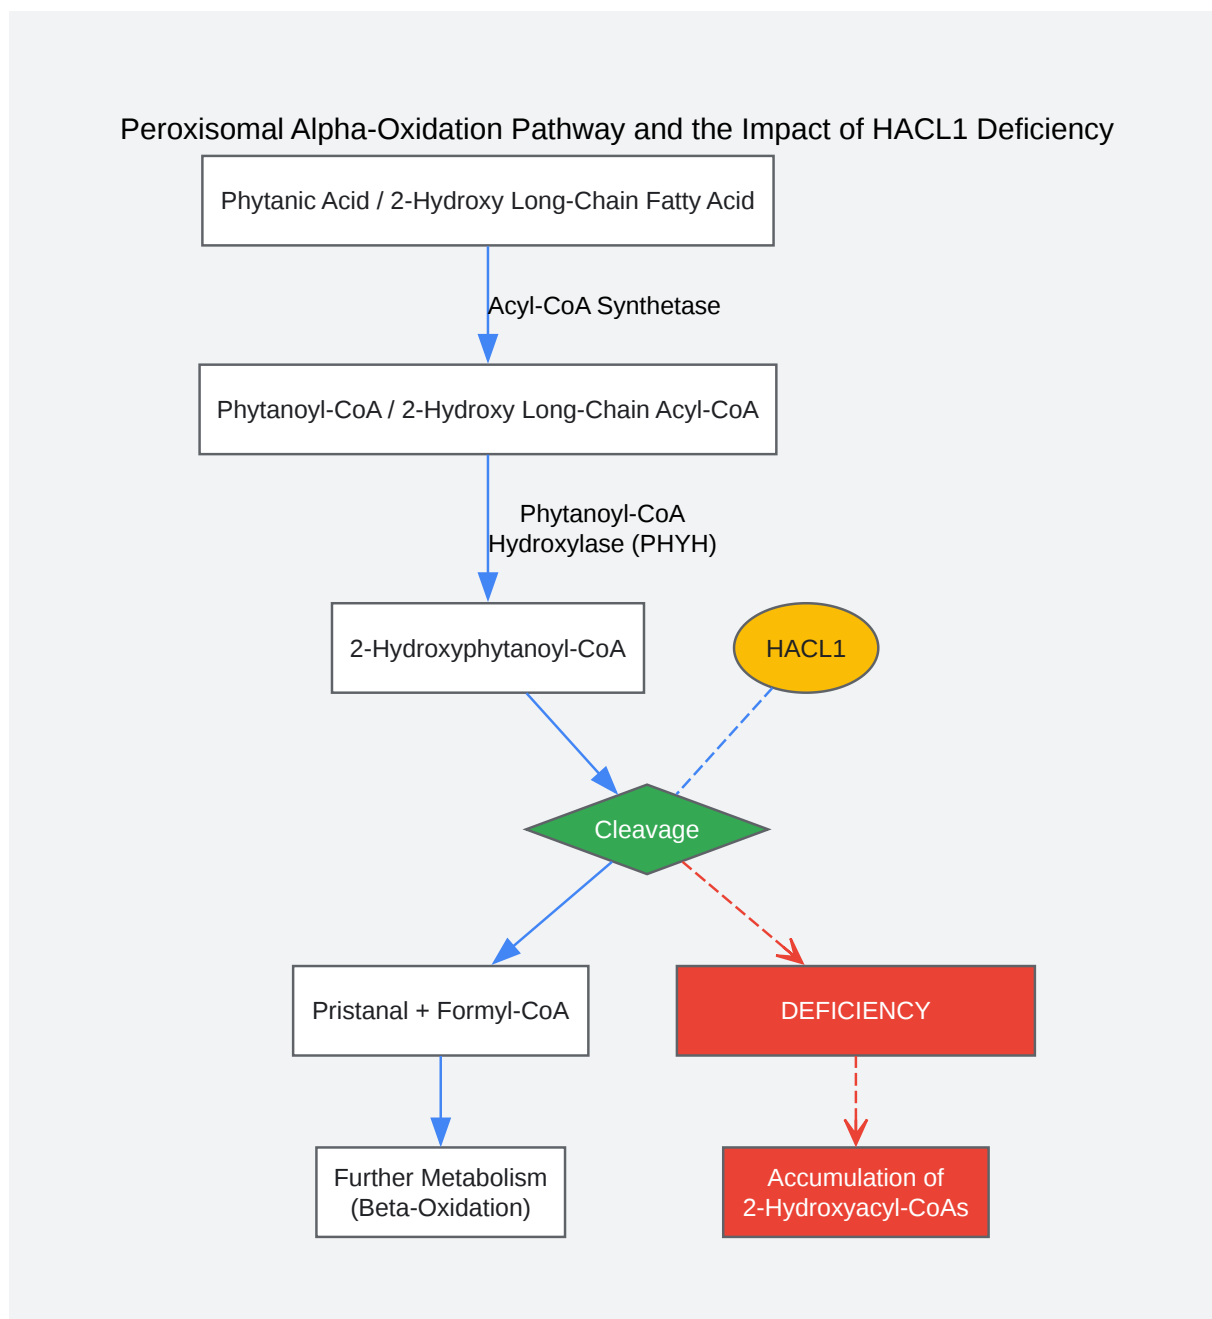 Peroxisomal Alpha-Oxidation Pathway and the Impact of HACL1 Deficiency
Phytanic Acid / 2-Hydroxy Long-Chain Fatty Acid
Acyl-CoA Synthetase
Phytanoyl-CoA / 2-Hydroxy Long-Chain Acyl-CoA
Phytanoyl-CoA
Hydroxylase (PHYH)
2-Hydroxyphytanoyl-CoA
HACL1
Cleavage
Pristanal + Formyl-CoA
DEFICIENCY
Further Metabolism
(Beta-Oxidation)
Accumulation of
2-Hydroxyacyl-CoAs